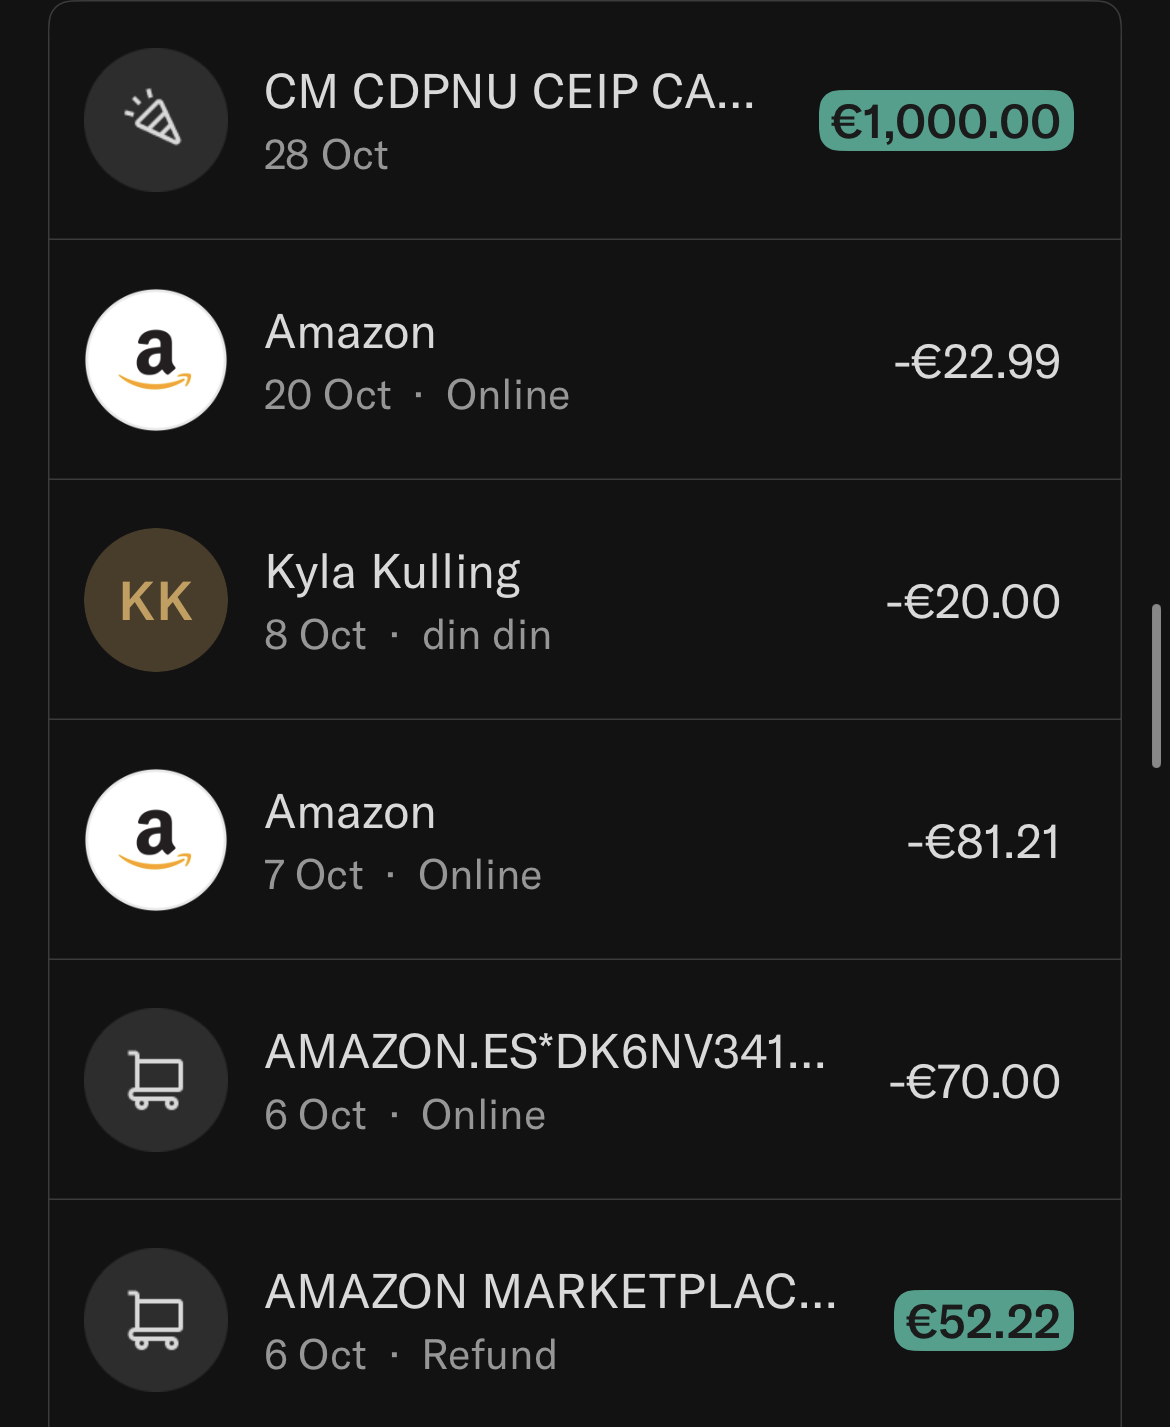 CM CDPNU CEIP CA...
€1,000.00
28 Oct
a
Amazon
-€22.99
20 Oct · Online
KK
Kyla Kulling
-€20.00
8 Oct · din din
a
Amazon
-€81.21
7 Oct · Online
AMAZON.ES*DK6NV341...
-€70.00
6 Oct · Online
AMAZON MARKETPLAC...
€52.22
6 Oct · Refund